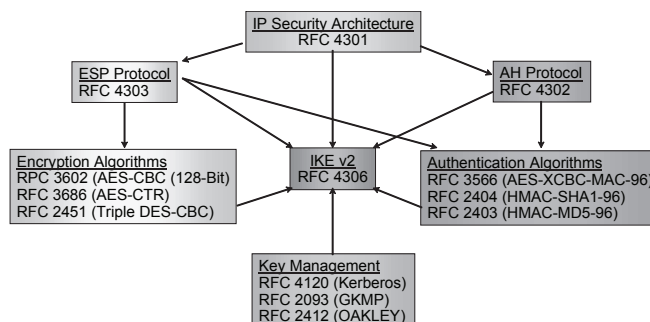 IP Security Architecture
RFC 4301
ESP Protocol
RFC 4303
AH Protocol
RFC 4302
Encryption Algorithms
RPC 3602 (AES-CBC (128-Bit)
RFC 3686 (AES-CTR)
RFC 2451 (Triple DES-CBC)
IKE v2
RFC 4306
Authentication Algorithms
RFC 3566 (AES-XCBC-MAC-96)
RFC 2404 (HMAC-SHA1-96)
RFC 2403 (HMAC-MD5-96)
Key Management
RFC 4120 (Kerberos)
RFC 2093 (GKMP)
RFC 2412 (OAKLEY)